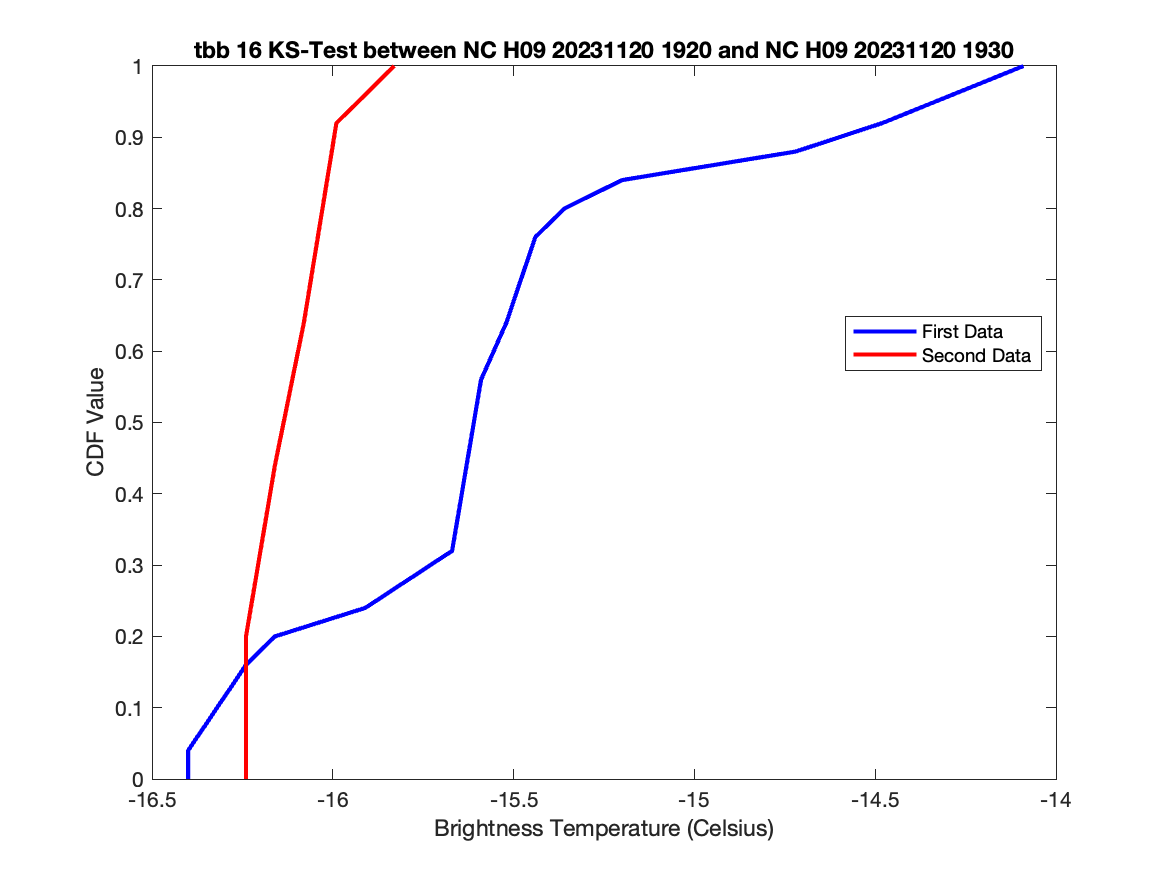 tbb 16 KS-Test between NC H09 20231120 1920 and NC H09 20231120 1930
1
0.9
0.8
0.7
0.6
0.5
0.4
0.3
0.2
0.1
0
CDF Value
First Data
Second Data
-16.5 -16 -15.5 -15 -14.5 -14
Brightness Temperature (Celsius)